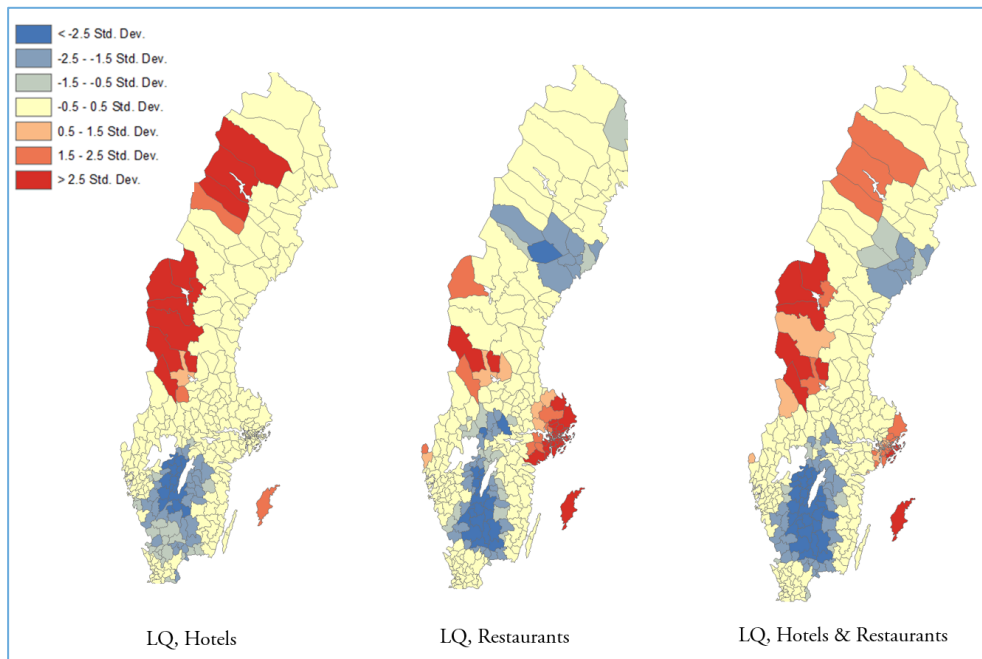 < -2.5 Std. Dev.
-2.5 - -1.5 Std. Dev.
-1.5 - -0.5 Std. Dev.
-0.5 - 0.5 Std. Dev.
0.5 - 1.5 Std. Dev.
1.5 - 2.5 Std. Dev.
> 2.5 Std. Dev.
LQ, Hotels
LQ, Restaurants
LQ, Hotels & Restaurants